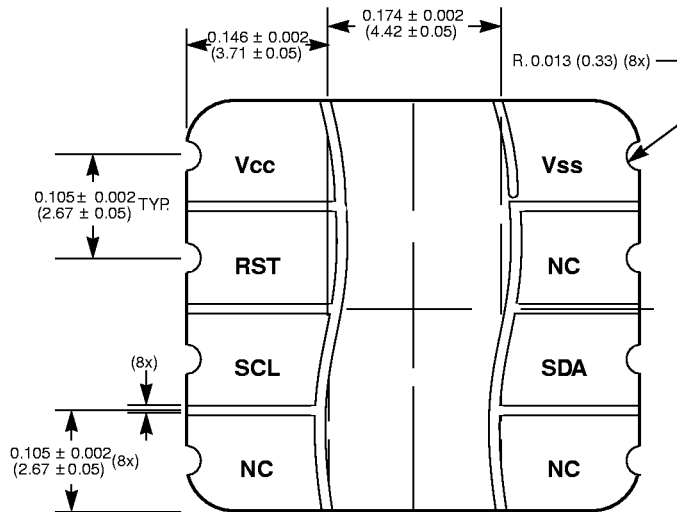 0.146 ± 0.002
(3.71 ± 0.05)
0.174 ± 0.002
(4.42 ±0.05)
R. 0.013 (0.33) (8x)
Vcc
Vss
0.105 ± 0.002 TYP.
(2.67 ± 0.05)
RST
NC
(8x)
SCL
SDA
0.105 ± 0.002 (8x)
(2.67 ±0.05)
NC
NC